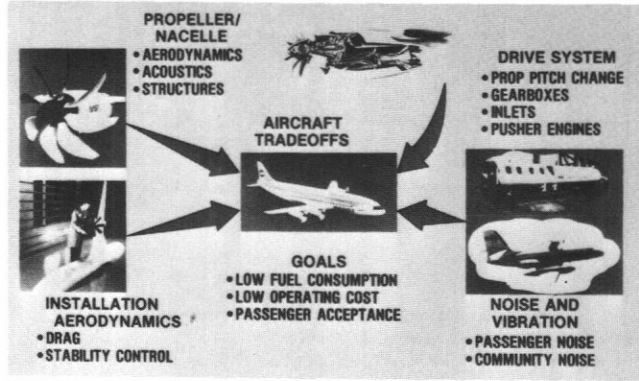 PROPELLER/
NACELLE
• AERODYNAMICS
• ACOUSTICS
• STRUCTURES
DRIVE SYSTEM
• PROP PITCH CHANGE
• GEARBOXES
• INLETS
• PUSHER ENGINES
AIRCRAFT
TRADEOFFS
GOALS
• LOW FUEL CONSUMPTION
• LOW OPERATING COST
• PASSENGER ACCEPTANCE
INSTALLATION
AERODYNAMICS
• DRAG
• STABILITY CONTROL
NOISE AND
VIBRATION
• PASSENGER NOISE
• COMMUNITY NOISE